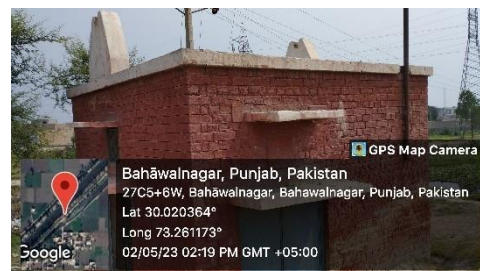 GPS Map Camera
Bahāwalnagar, Punjab, Pakistan
27C5+6W, Bahāwalnagar, Bahawalnagar, Punjab, Pakistan
Lat 30.020364°
Long 73.261173°
02/05/23 02:19 PM GMT +05:00
Google